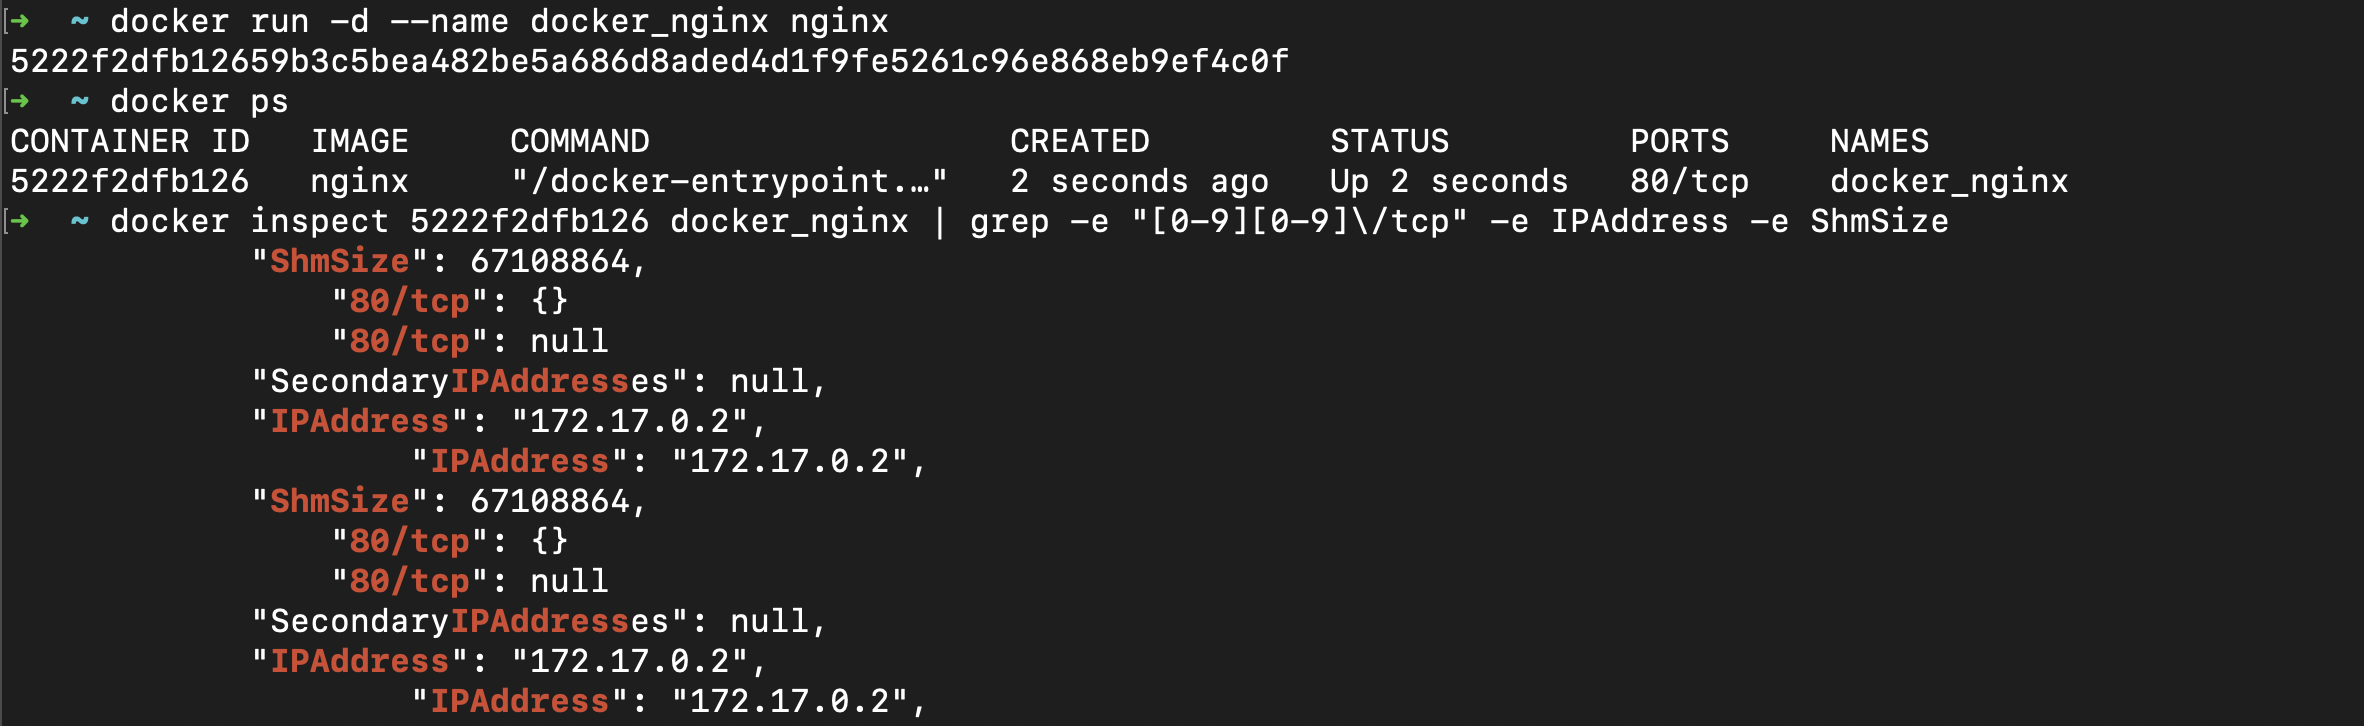 ➜ ~ docker run -d --name docker_nginx nginx
5222f2dfb12659b3c5bea482be5a686d8aded4d1f9fe5261c96e868eb9ef4c0f
➜ ~ docker ps
CONTAINER ID IMAGE COMMAND CREATED STATUS PORTS NAMES
5222f2dfb126 nginx "/docker-entrypoint.…" 2 seconds ago Up 2 seconds 80/tcp docker_nginx
➜ ~ docker inspect 5222f2dfb126 docker_nginx | grep -e "[0-9][0-9]\/tcp" -e IPAddress -e ShmSize
"ShmSize": 67108864,
"80/tcp": {}
"80/tcp": null
"SecondaryIPAddresses": null,
"IPAddress": "172.17.0.2",
"IPAddress": "172.17.0.2",
"ShmSize": 67108864,
"80/tcp": {}
"80/tcp": null
"SecondaryIPAddresses": null,
"IPAddress": "172.17.0.2",
"IPAddress": "172.17.0.2",